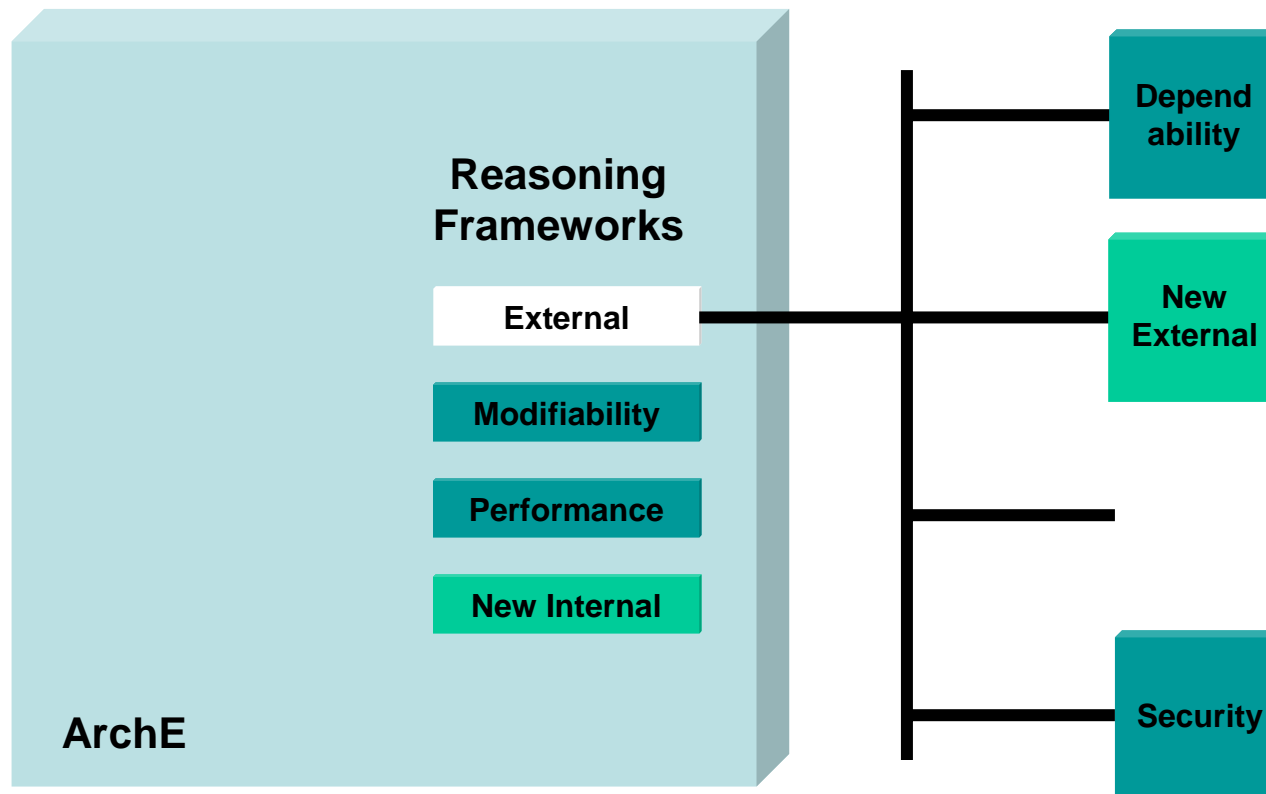 Reasoning
Frameworks
External
Modifiability
Performance
New Internal
ArchE
Depend
ability
New
External
Security